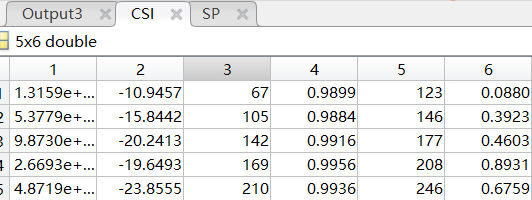 Output3 CSI SP
5x6 double
1 2 3 4 5 6
1 1.3159e+... -10.9457 67 0.9899 123 0.0880
2 5.3779e+... -15.8442 105 0.9884 146 0.3923
3 9.8730e+... -20.2413 142 0.9916 177 0.4603
4 2.6693e+... -19.6493 169 0.9956 208 0.8931
5 4.8719e+... -23.8555 210 0.9936 246 0.6759